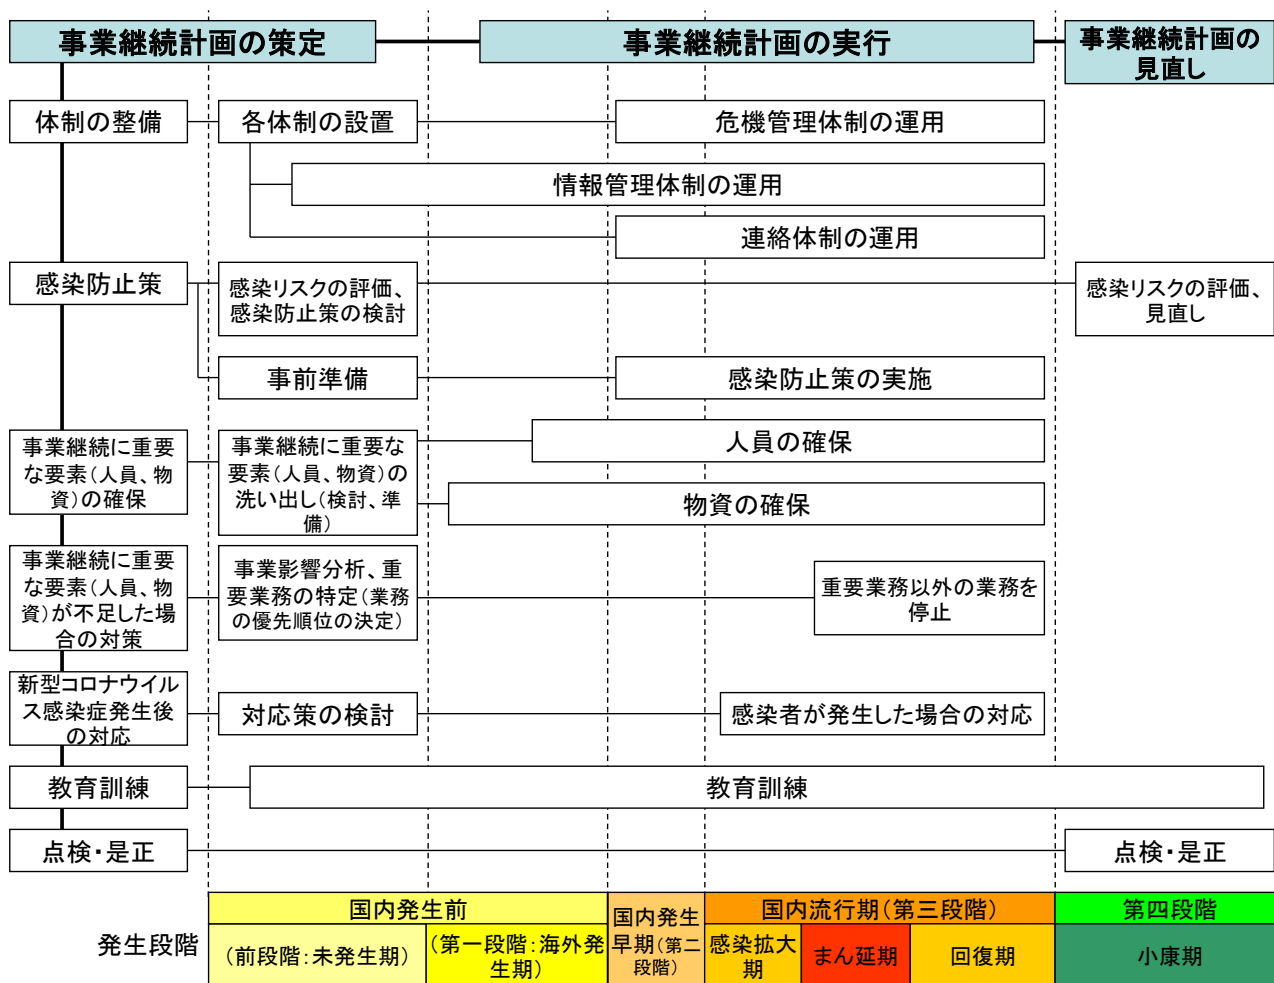 事業継続計画の策定
事業継続計画の実行
事業継続計画の
見直し
体制の整備
各体制の設置
危機管理体制の運用
情報管理体制の運用
連絡体制の運用
感染防止策
感染リスクの評価、
感染防止策の検討
感染リスクの評価、
見直し
事前準備
感染防止策の実施
事業継続に重要
な要素(人員、物
資)の確保
事業継続に重要な
要素(人員、物資)の
洗い出し(検討、準
備)
人員の確保
物資の確保
事業継続に重要
な要素(人員、物
資)が不足した場
合の対策
事業影響分析、重
要業務の特定(業務
の優先順位の決定)
重要業務以外の業務を
停止
新型コロナウイル
ス感染症発生後
の対応
対応策の検討
感染者が発生した場合の対応
教育訓練
教育訓練
点検・是正
点検・是正
発生段階
国内発生前
(前段階:未発生期)
(第一段階:海外発
生期)
国内発生
早期(第二
段階)
国内流行期(第三段階)
感染拡大
期
まん延期
回復期
第四段階
小康期